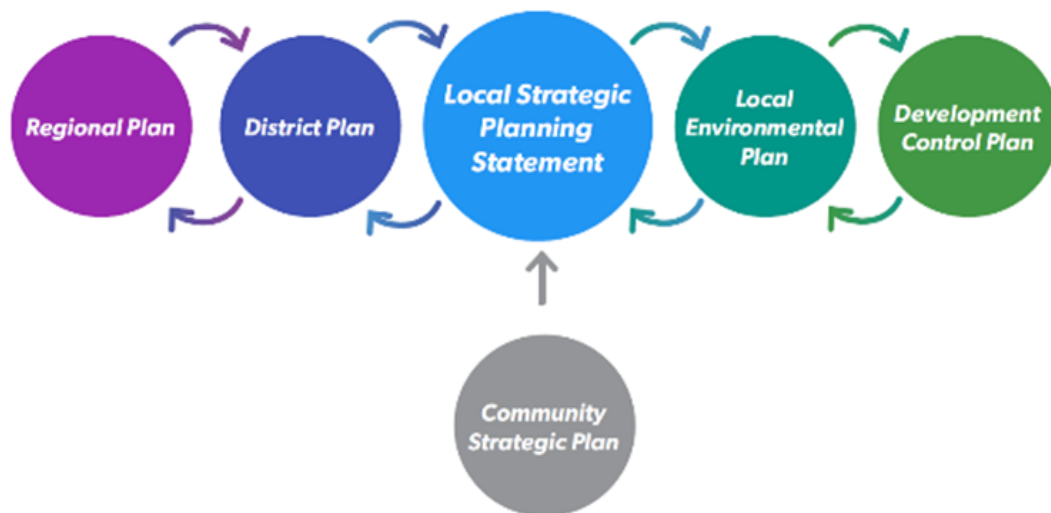 Regional Plan
District Plan
Local Strategic
Planning
Statement
Local
Environmental
Plan
Development
Control Plan
Community
Strategic Plan